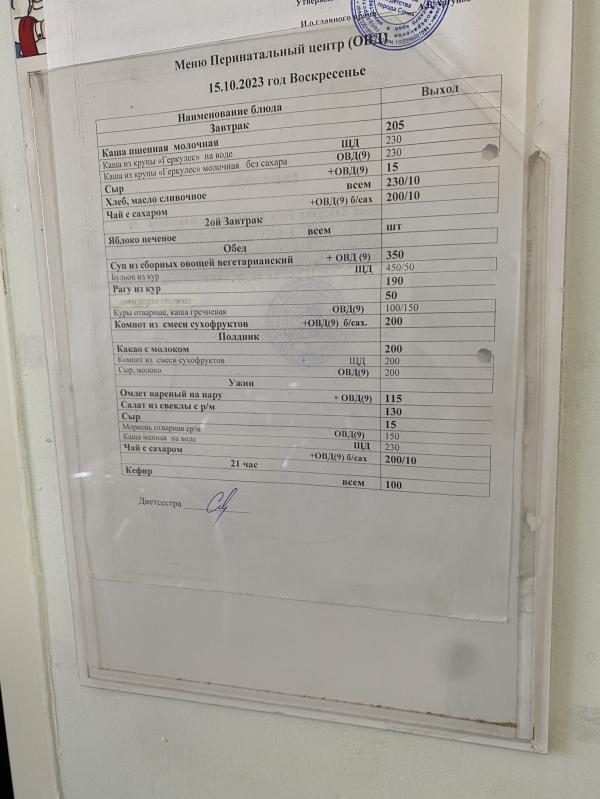 И.о.главного врача
города Сочи
Меню Перинатальный центр (ОВД)
15.10.2023 год Воскресенье
Наименование блюда Выход
Завтрак
Каша пшенная молочная 205
Каша из крупы «Геркулес» на воде ЩД 230
Каша из крупы «Геркулес» молочная без сахара ОВД(9) 230
Сыр +ОВД(9) 15
Хлеб, масло сливочное всем 230/10
Чай с сахаром +ОВД(9) б/сах 200/10
2ой Завтрак
Яблоко печеное всем шт
Обед
Суп из сборных овощей вегетарианский + ОВД (9) 350
Бульон из кур ЩД 450/50
Рагу из кур 190
Помидоры свежие 50
Куры отварные, каша гречневая ОВД(9) 100/150
Компот из смеси сухофруктов +ОВД(9) б/сах. 200
Полдник
Какао с молоком 200
Компот из смеси сухофруктов ЩД 200
Сыр, молоко ОВД(9) 200
Ужин
Омлет вареный на пару + ОВД(9) 115
Салат из свеклы с р/м 130
Сыр 15
Морковь отварная ср/м ОВД(9) 150
Каша манная на воде ЩД 230
Чай с сахаром +ОВД(9) б/сах 200/10
21 час
Кефир всем 100
Диетсестра